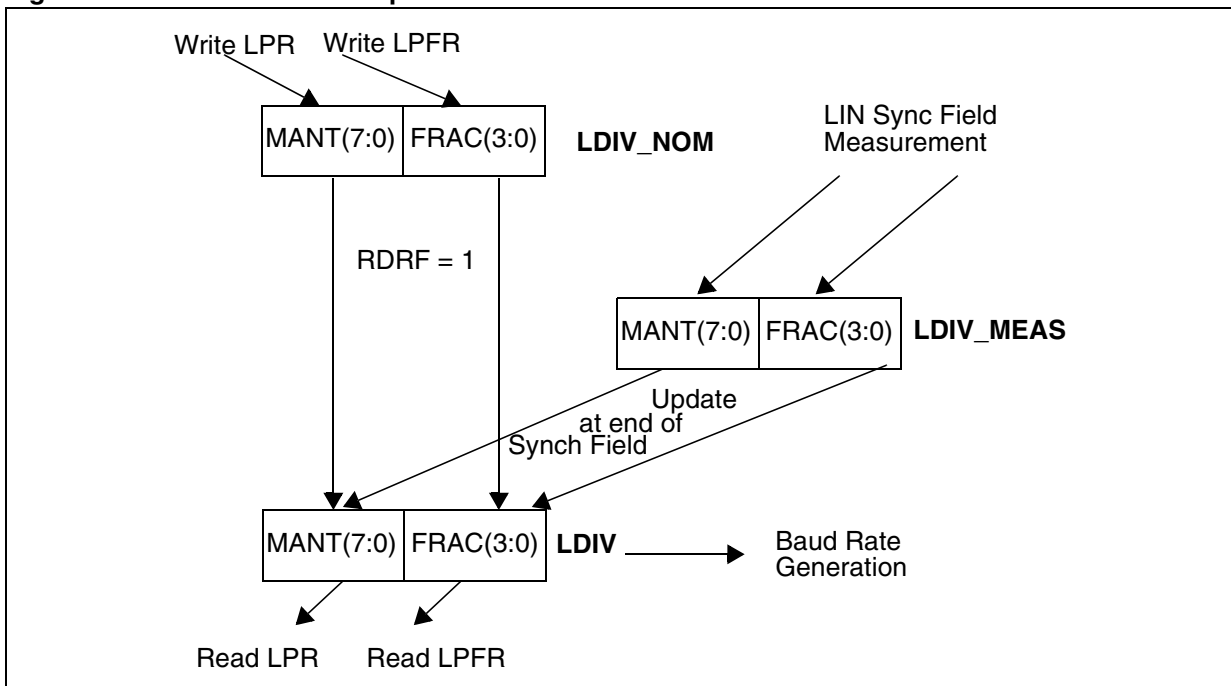 Write LPR
Write LPFR
MANT(7:0)
FRAC(3:0)
LDIV_NOM
LIN Sync Field
Measurement
RDRF = 1
MANT(7:0)
FRAC(3:0)
LDIV_MEAS
Update
at end of
Synch Field
MANT(7:0)
FRAC(3:0)
LDIV
Baud Rate
Generation
Read LPR
Read LPFR